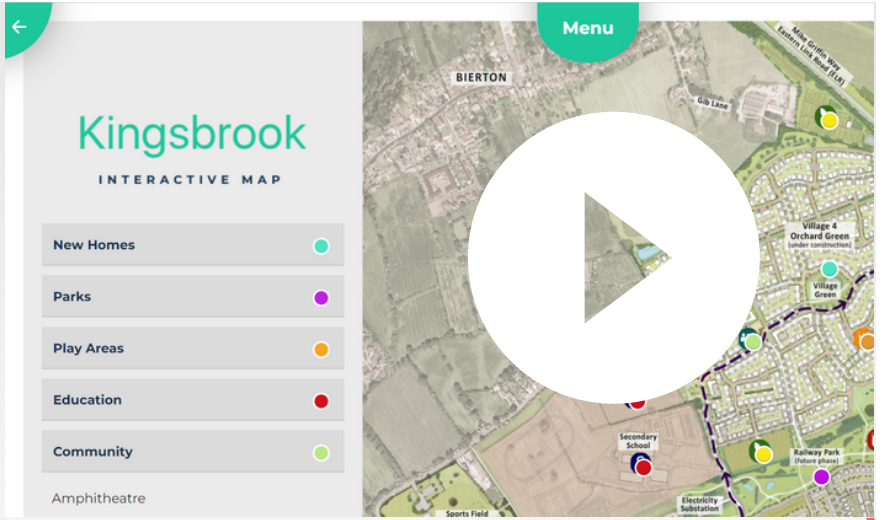 Menu
Kingsbrook
INTERACTIVE MAP
New Homes
Parks
Play Areas
Education
Community
Amphitheatre
BIERTON
Mike Griffin Way
Eastern Link Road (ELR)
Gib Lane
Village 4
Orchard Green
(under construction)
Village
Green
Secondary
School
Railway Park
(future phase)
Electricity
Substation
Sports Field